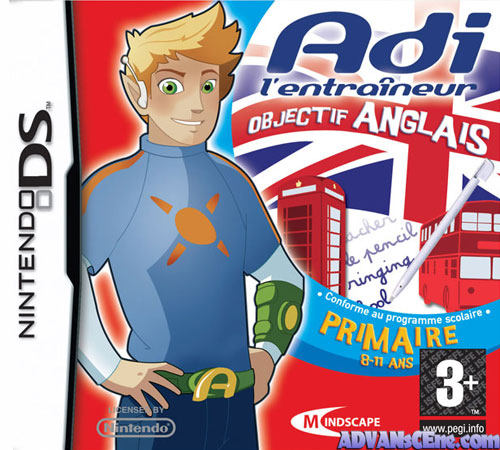 NINTENDO DS
TM
Adi
l'entraîneur
OBJECTIF ANGLAIS
pencil
ringing
• Conforme au programme scolaire •
PRIMAIRE
8-11 ANS
A
LICENSED BY
Nintendo
MINDSCAPE
3+
www.pegi.info
ADVAnsCEne.com